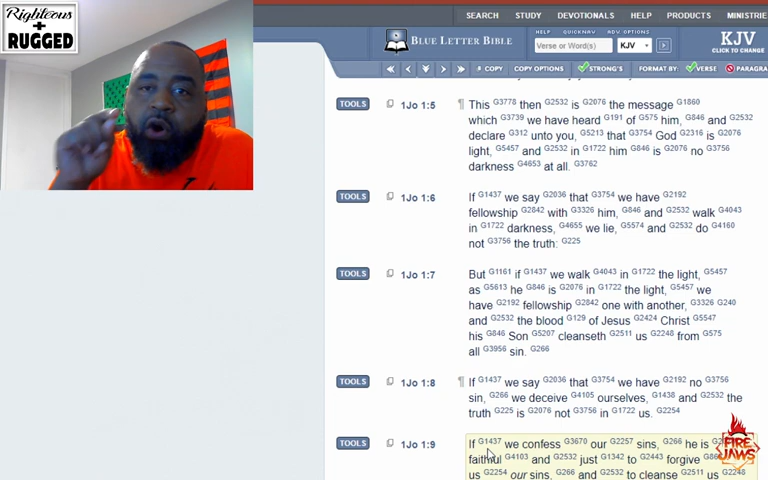 Righteous
+
RUGGED
SEARCH STUDY DEVOTIONALS HELP PRODUCTS MINISTRIE
HELP QUICKNAV ADV OPTIONS
BLUE LETTER BIBLE Verse or Word(s) KJV KJV
CLICK TO CHANGE
COPY COPY OPTIONS STRONG'S FORMAT BY: VERSE PARAGRA
TOOLS 1Jo 1:5 ¶ This G3778 then G2532 is G2076 the message G1860
which G3739 we have heard G191 of G575 him, G846 and G2532
declare G312 unto you, G5213 that G3754 God G2316 is G2076
light, G5457 and G2532 in G1722 him G846 is G2076 no G3756
darkness G4653 at all. G3762
TOOLS 1Jo 1:6 If G1437 we say G2036 that G3754 we have G2192
fellowship G2842 with G3326 him, G846 and G2532 walk G4043
in G1722 darkness, G4655 we lie, G5574 and G2532 do G4160
not G3756 the truth: G225
TOOLS 1Jo 1:7 But G1161 if G1437 we walk G4043 in G1722 the light, G5457
as G5613 he G846 is G2076 in G1722 the light, G5457 we
have G2192 fellowship G2842 one with another, G3326 G240
and G2532 the blood G129 of Jesus G2424 Christ G5547
his G846 Son G5207 cleanseth G2511 us G2248 from G575
all G3956 sin. G266
TOOLS 1Jo 1:8 ¶ If G1437 we say G2036 that G3754 we have G2192 no G3756
sin, G266 we deceive G4105 ourselves, G1438 and G2532 the
truth G225 is G2076 not G3756 in G1722 us. G2254
TOOLS 1Jo 1:9 If G1437 we confess G3670 our G2257 sins, G266 he is
faithful G4103 and G2532 just G1342 to G2443 forgive
us G2254 our sins, G266 and G2532 to cleanse G2511 us G2248
FIRE
JAWS